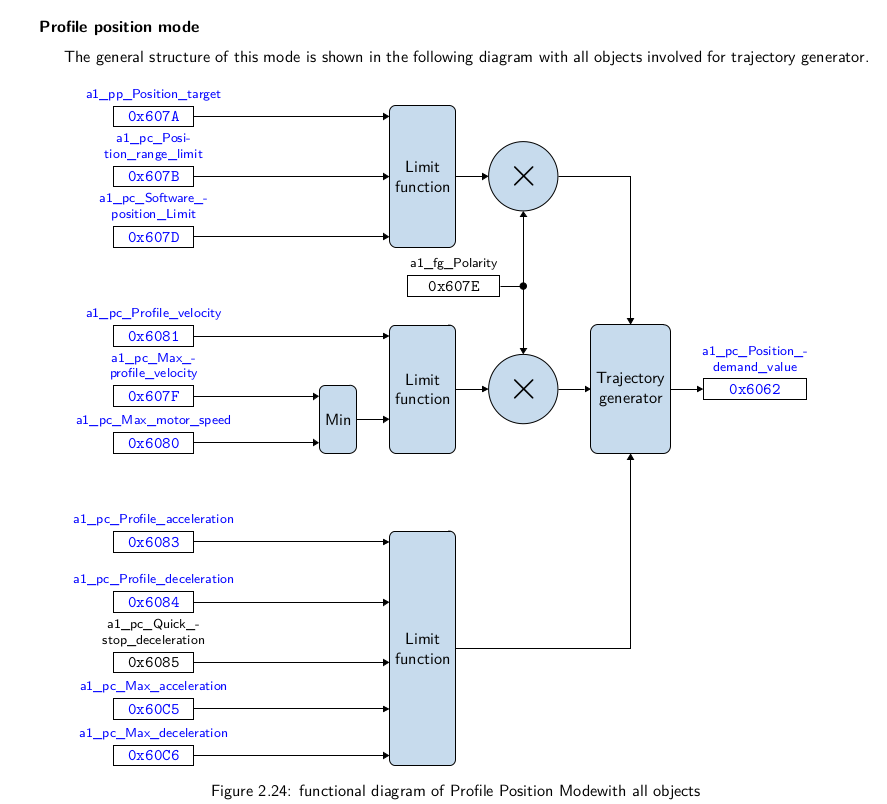 Profile position mode
The general structure of this mode is shown in the following diagram with all objects involved for trajectory generator.
a1_pp_Position_target
0x607A
a1_pc_Posi-
tion_range_limit
0x607B
a1_pc_Software_-
position_Limit
0x607D
Limit
function
a1_fg_Polarity
0x607E
a1_pc_Profile_velocity
0x6081
a1_pc_Max_-
profile_velocity
0x607F
a1_pc_Max_motor_speed
0x6080
Min
Limit
function
Trajectory
generator
a1_pc_Position_-
demand_value
0x6062
a1_pc_Profile_acceleration
0x6083
a1_pc_Profile_deceleration
0x6084
a1_pc_Quick_-
stop_deceleration
0x6085
a1_pc_Max_acceleration
0x60C5
a1_pc_Max_deceleration
0x60C6
Limit
function
Figure 2.24: functional diagram of Profile Position Modewith all objects